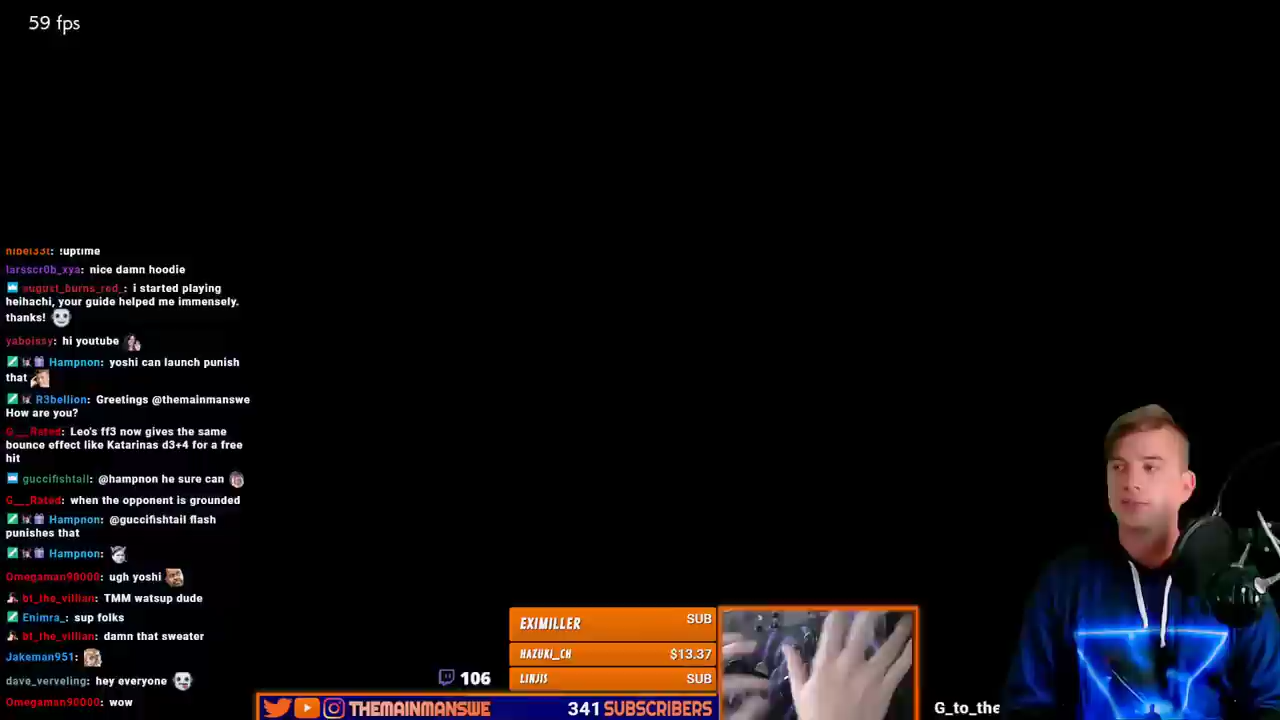 59 fps
nibel33t: !uptime
larsscr0b_xya: nice damn hoodie
august_burns_red_: i started playing
heihachi, your guide helped me immensely.
thanks!
yaboissy: hi youtube
Hampnon: yoshi can launch punish
that
R3bellion: Greetings @themainmanswe
How are you?
G___Rated: Leo's ff3 now gives the same
bounce effect like Katarinas d3+4 for a free
hit
guccifishtail: @hampnon he sure can
G___Rated: when the opponent is grounded
Hampnon: @guccifishtail flash
punishes that
Hampnon:
Omegaman90000: ugh yoshi
bt_the_villian: TMM watsup dude
Enimra_: sup folks
bt_the_villian: damn that sweater
Jakeman951:
dave_verveling: hey everyone
Omegaman90000: wow
106
EXIMILLER SUB
HAZUKI_CH $13.37
LINJIS SUB
THEMAINMANSWE 341 SUBSCRIBERS
G_to_the